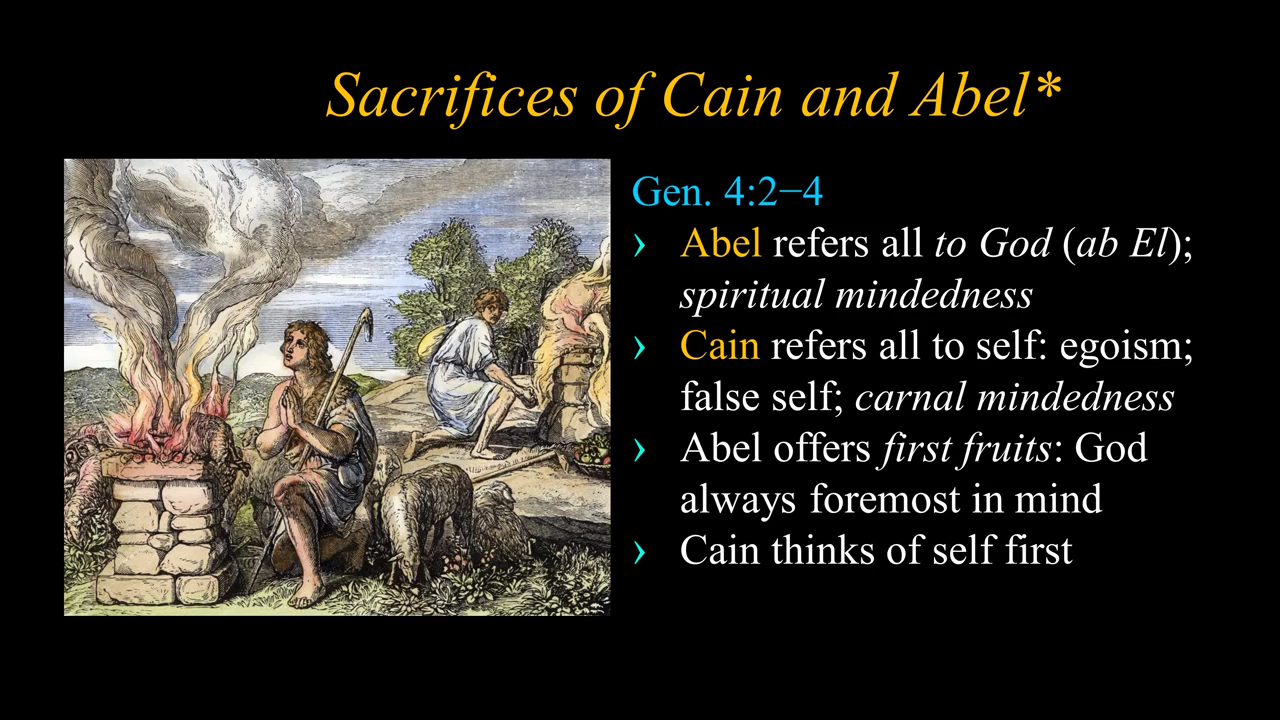 Sacrifices of Cain and Abel*
Gen. 4:2−4
› Abel refers all to God (ab El);
spiritual mindedness
› Cain refers all to self: egoism;
false self; carnal mindedness
› Abel offers first fruits: God
always foremost in mind
› Cain thinks of self first